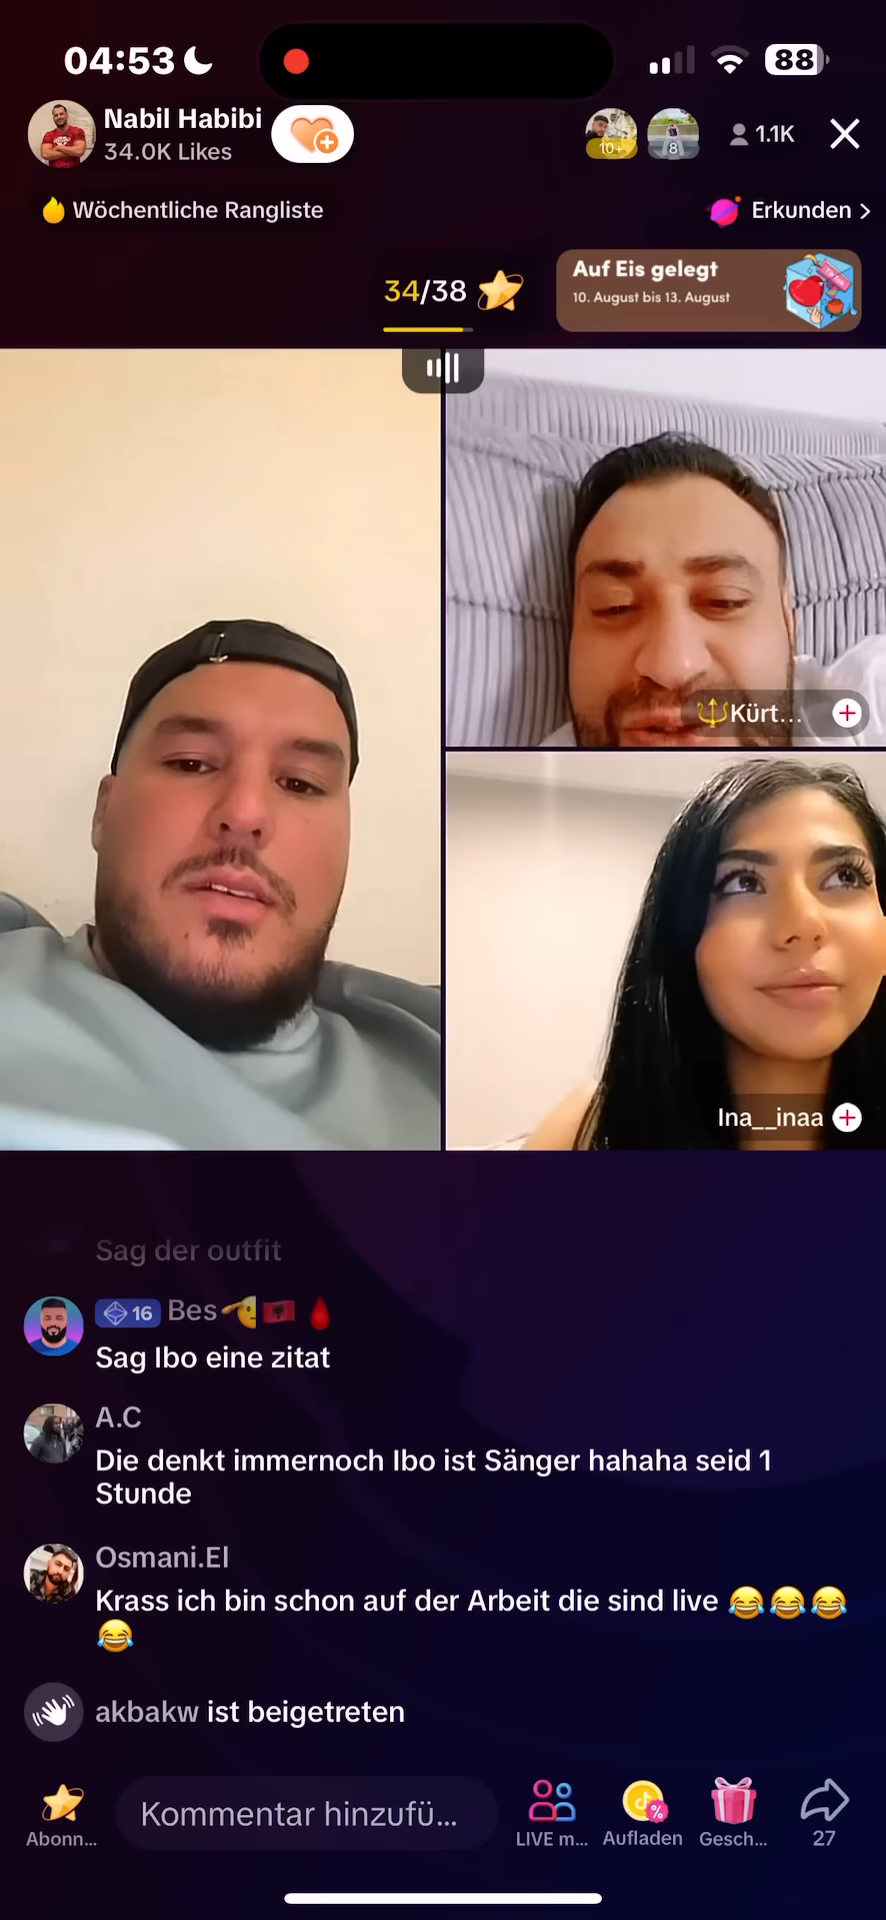 04:53
88
Nabil Habibi
34.0K Likes
10+
8
1.1K
Wöchentliche Rangliste
Erkunden >
34/38
Auf Eis gelegt
10. August bis 13. August
Kürt...
Ina__inaa
Sag der outfit
16 Bes
Sag Ibo eine zitat
A.C
Die denkt immernoch Ibo ist Sänger hahaha seid 1
Stunde
Osmani.El
Krass ich bin schon auf der Arbeit die sind live 😂😂😂
😂
akbakw ist beigetreten
Kommentar hinzufü...
Abonn...
LIVE m...
Aufladen
Gesch...
27